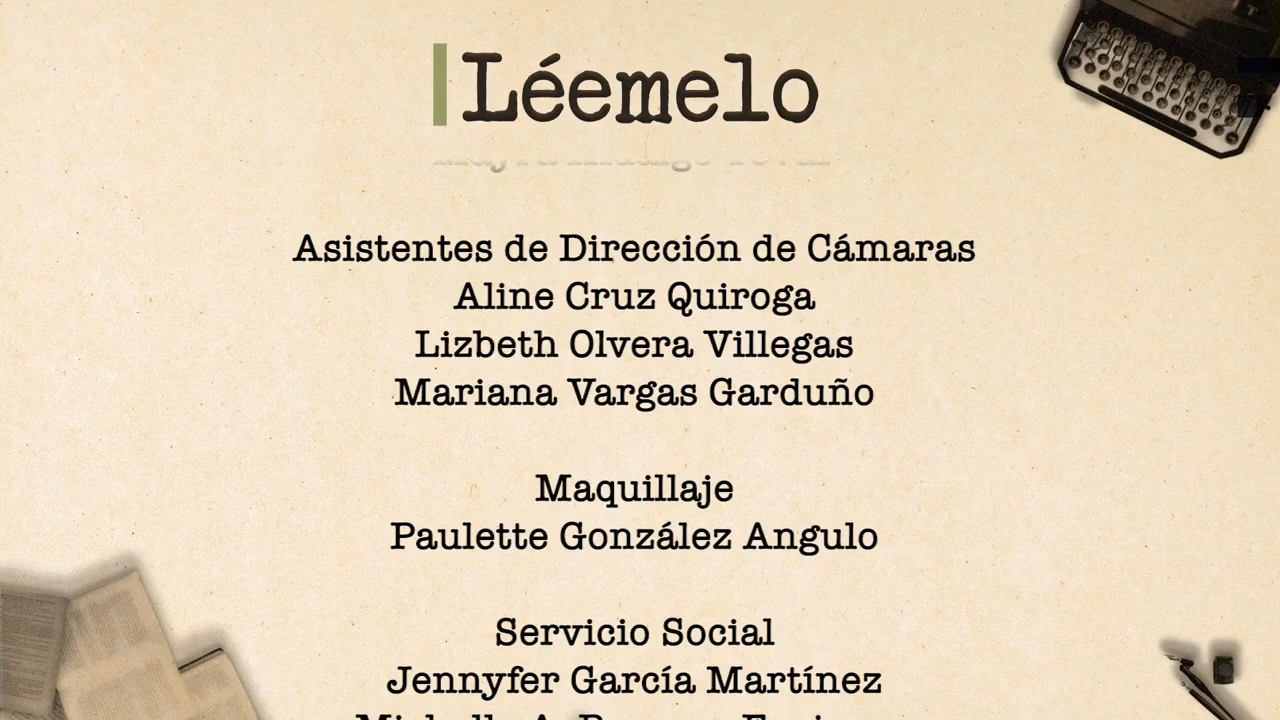 Léemelo
Asistentes de Dirección de Cámaras
Aline Cruz Quiroga
Lizbeth Olvera Villegas
Mariana Vargas Garduño
Maquillaje
Paulette González Angulo
Servicio Social
Jennyfer García Martínez